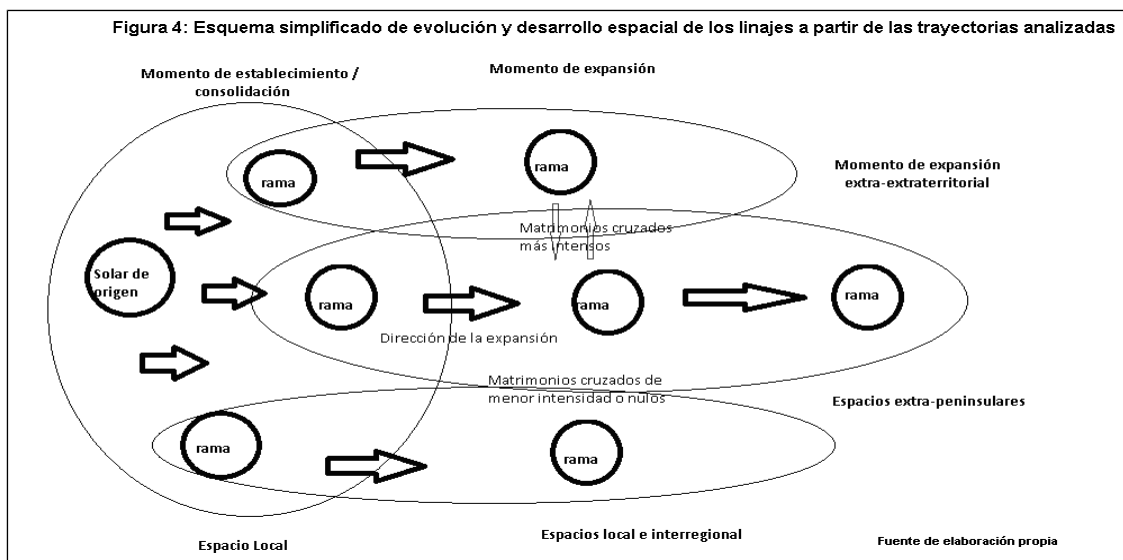 Figura 4: Esquema simplificado de evolución y desarrollo espacial de los linajes a partir de las trayectorias analizadas
Momento de establecimiento /
consolidación
Momento de expansión
Momento de expansión
extra-extraterritorial
rama
rama
Matrimonios cruzados
más intensos
Solar de
origen
rama
rama
rama
Dirección de la expansión
Matrimonios cruzados de
menor intensidad o nulos
Espacios extra-peninsulares
rama
rama
Espacio Local
Espacios local e interregional
Fuente de elaboración propia